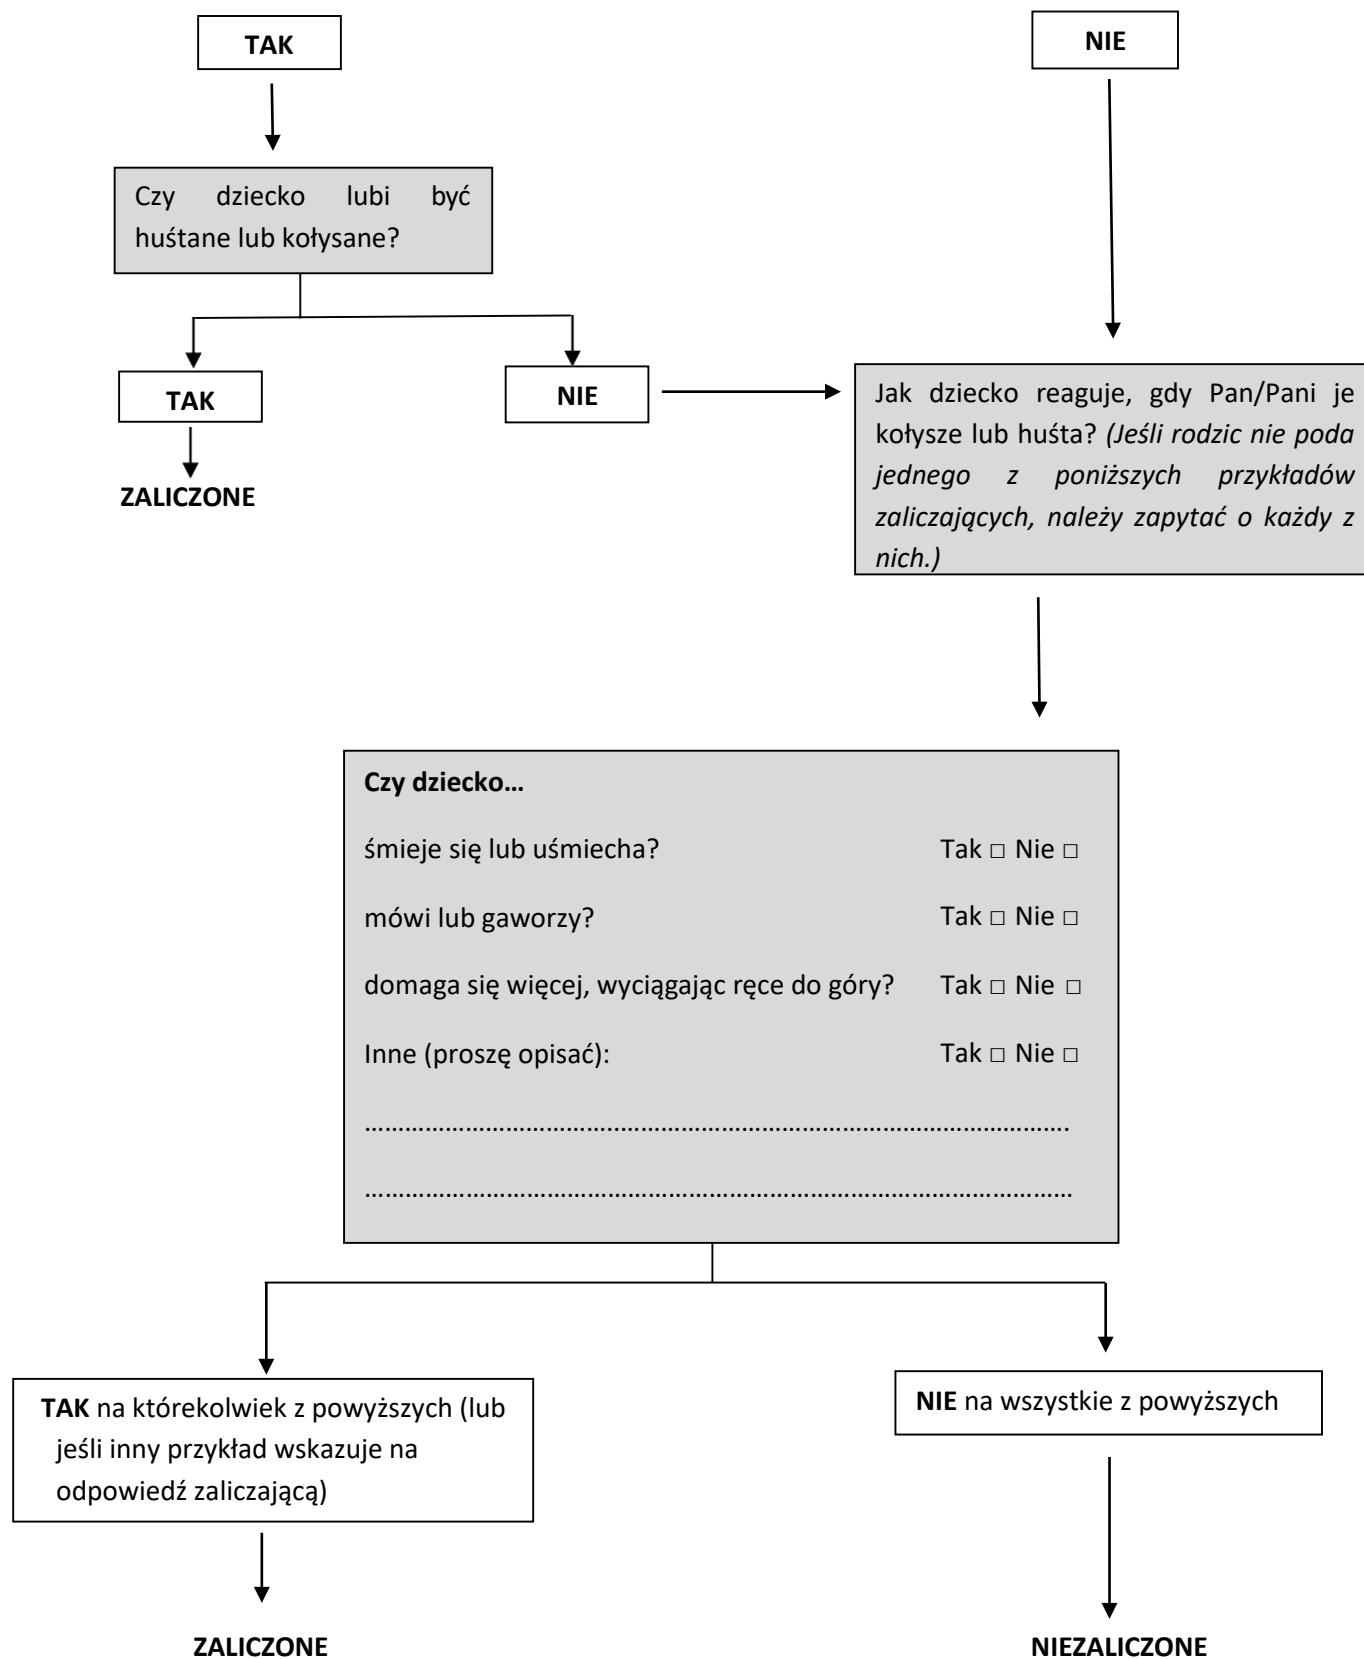 TAK
NIE
Czy dziecko lubi być
huśtane lub kołysane?
TAK
NIE
Jak dziecko reaguje, gdy Pan/Pani je
kołysze lub huśta? (Jeśli rodzic nie poda
jednego z poniższych przykładów
zaliczających, należy zapytać o każdy z
nich.)
ZALICZONE
Czy dziecko…
śmieje się lub uśmiecha? Tak □ Nie □
mówi lub gaworzy? Tak □ Nie □
domaga się więcej, wyciągając ręce do góry? Tak □ Nie □
Inne (proszę opisać): Tak □ Nie □
…………………………………………………………………………………………….
……………………………………………………………………………………………
TAK na którekolwiek z powyższych (lub
jeśli inny przykład wskazuje na
odpowiedź zaliczającą)
NIE na wszystkie z powyższych
ZALICZONE
NIEZALICZONE